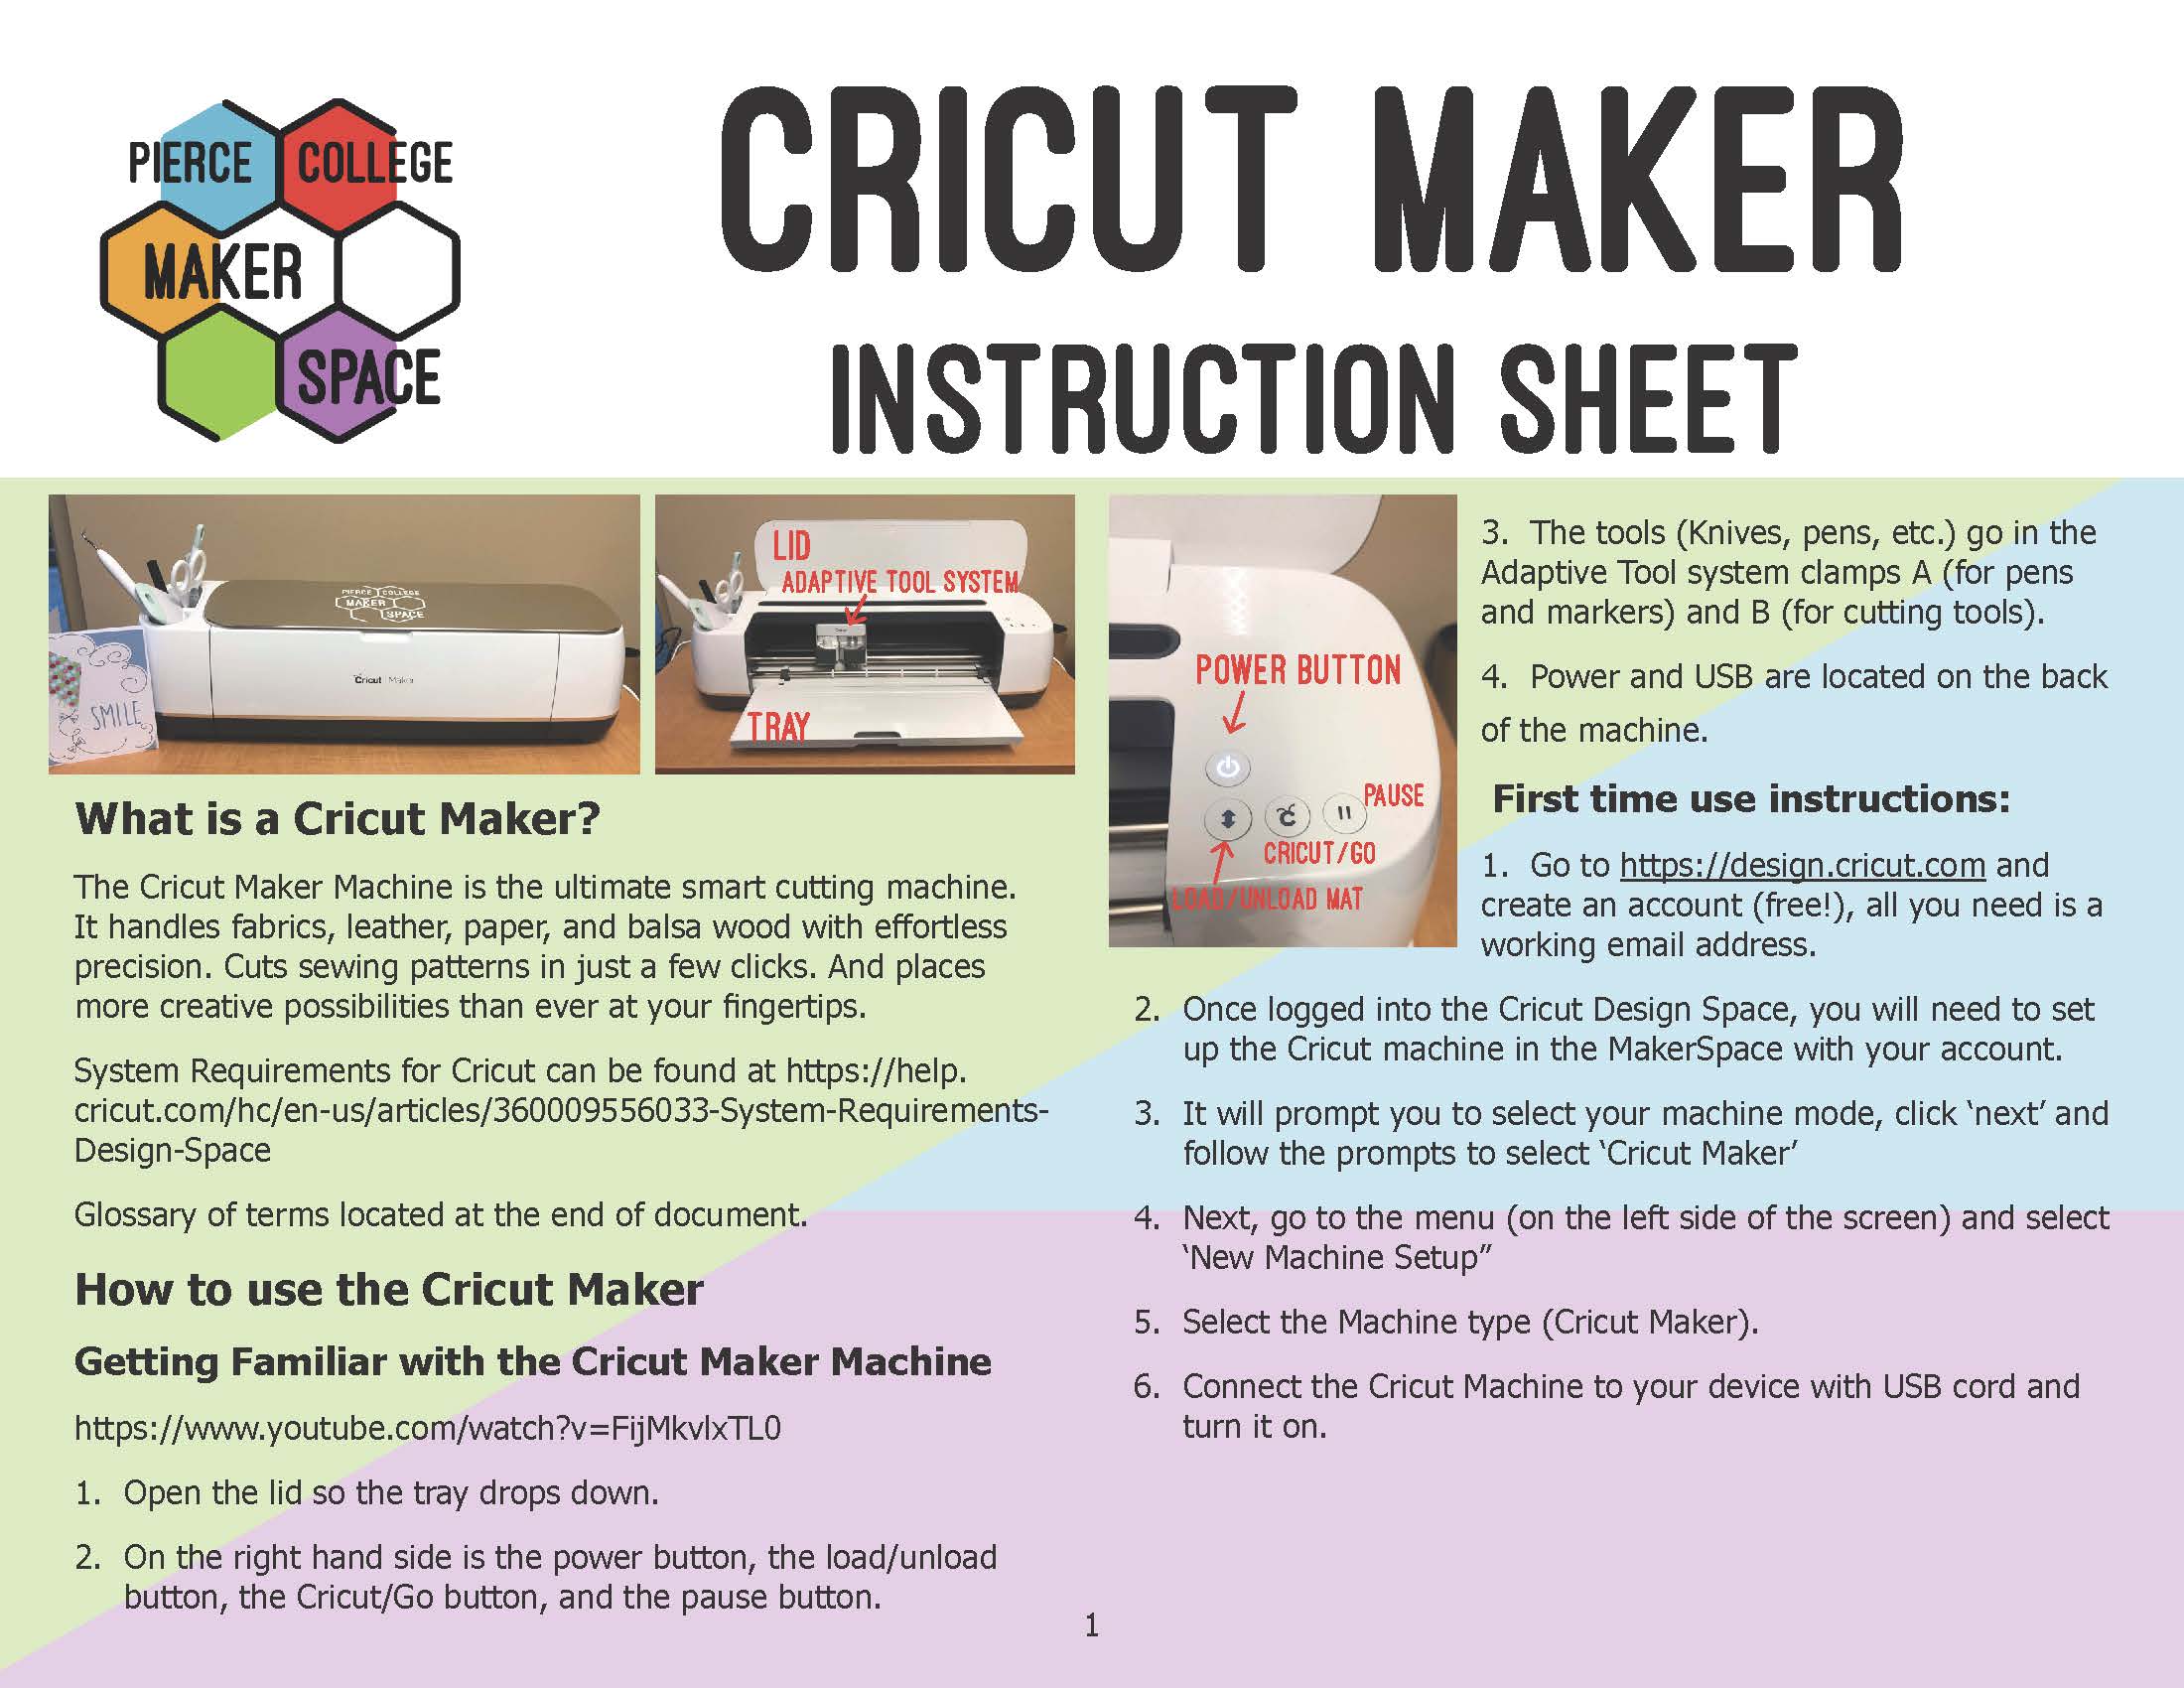 PIERCE COLLEGE
MAKER
SPACE
CRICUT MAKER
INSTRUCTION SHEET
PIERCE COLLEGE
MAKER
SPACE
Cricut Maker
SMILE
LID
ADAPTIVE TOOL SYSTEM
TRAY
What is a Cricut Maker?
The Cricut Maker Machine is the ultimate smart cutting machine.
It handles fabrics, leather, paper, and balsa wood with effortless
precision. Cuts sewing patterns in just a few clicks. And places
more creative possibilities than ever at your fingertips.
System Requirements for Cricut can be found at https://help.
cricut.com/hc/en-us/articles/360009556033-System-Requirements-
Design-Space
Glossary of terms located at the end of document.
How to use the Cricut Maker
Getting Familiar with the Cricut Maker Machine
https://www.youtube.com/watch?v=FijMkvlxTL0
1. Open the lid so the tray drops down.
2. On the right hand side is the power button, the load/unload
button, the Cricut/Go button, and the pause button.
POWER BUTTON
PAUSE
CRICUT/GO
LOAD/UNLOAD MAT
3. The tools (Knives, pens, etc.) go in the
Adaptive Tool system clamps A (for pens
and markers) and B (for cutting tools).
4. Power and USB are located on the back
of the machine.
First time use instructions:
1. Go to https://design.cricut.com and
create an account (free!), all you need is a
working email address.
2. Once logged into the Cricut Design Space, you will need to set
up the Cricut machine in the MakerSpace with your account.
3. It will prompt you to select your machine mode, click ‘next’ and
follow the prompts to select ‘Cricut Maker’
4. Next, go to the menu (on the left side of the screen) and select
‘New Machine Setup”
5. Select the Machine type (Cricut Maker).
6. Connect the Cricut Machine to your device with USB cord and
turn it on.
1